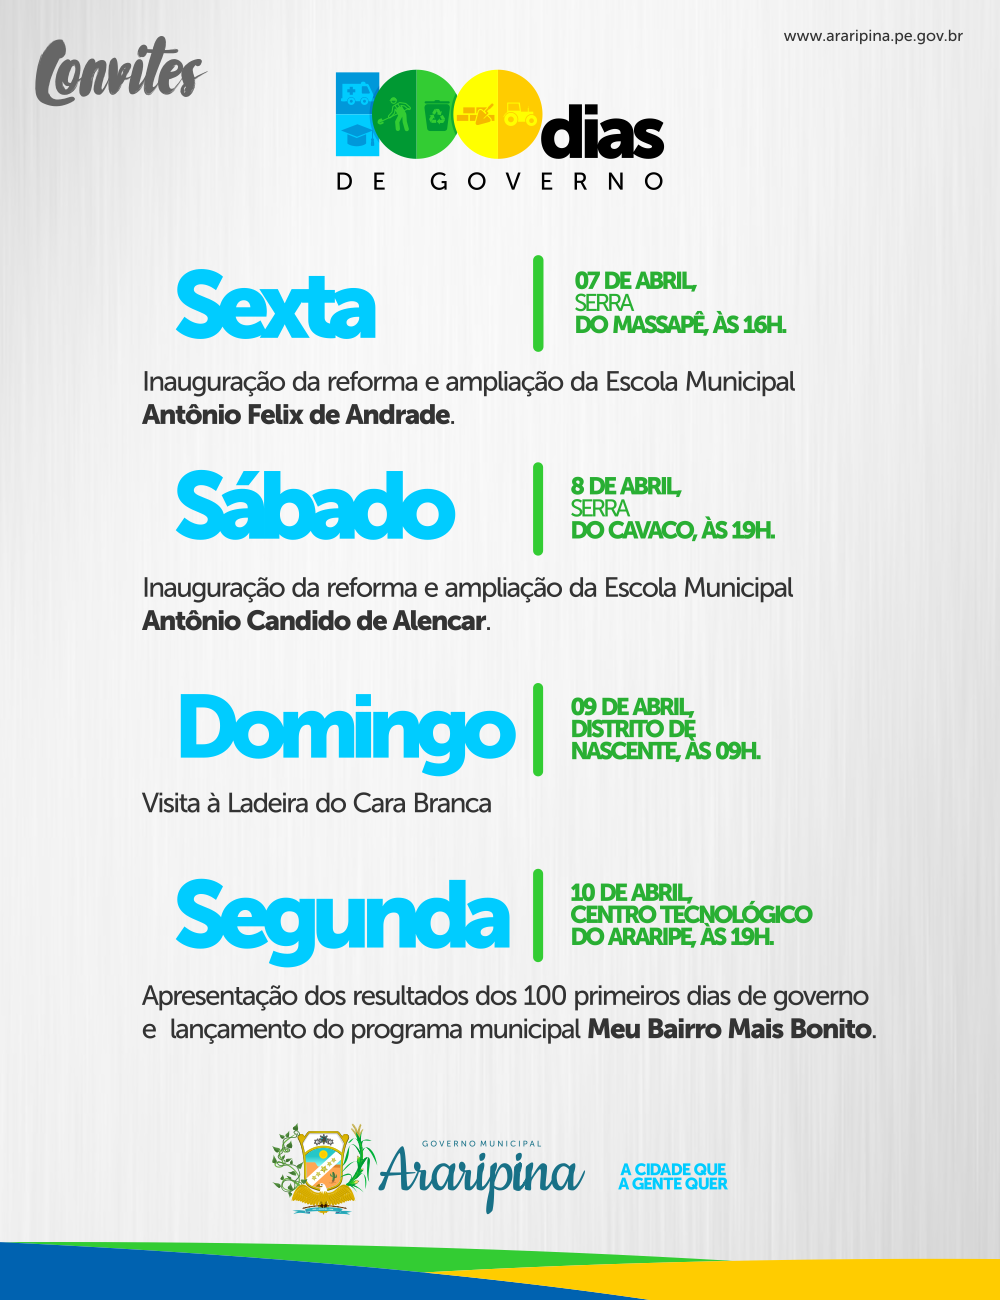 www.araripina.pe.gov.br
Convites
100dias
DE GOVERNO
Sexta
07 DE ABRIL,
SERRA
DO MASSAPÊ, ÀS 16H.
Inauguração da reforma e ampliação da Escola Municipal
Antônio Felix de Andrade.
Sábado
8 DE ABRIL,
SERRA
DO CAVACO, ÀS 19H.
Inauguração da reforma e ampliação da Escola Municipal
Antônio Candido de Alencar.
Domingo
09 DE ABRIL,
DISTRITO DE
NASCENTE, ÀS 09H.
Visita à Ladeira do Cara Branca
Segunda
10 DE ABRIL,
CENTRO TECNOLÓGICO
DO ARARIPE, ÀS 19H.
Apresentação dos resultados dos 100 primeiros dias de governo
e lançamento do programa municipal Meu Bairro Mais Bonito.
GOVERNO MUNICIPAL
Araripina
A CIDADE QUE
A GENTE QUER